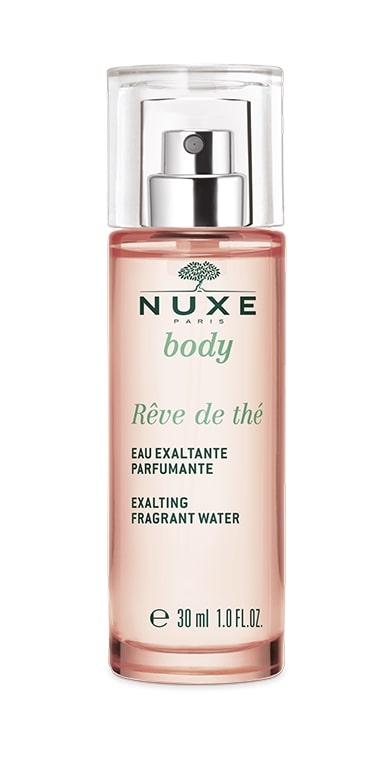 NUXE
PARIS
body
Rêve de thé
EAU EXALTANTE
PARFUMANTE
EXALTING
FRAGRANT WATER
℮ 30 ml 1.0 FL.OZ.